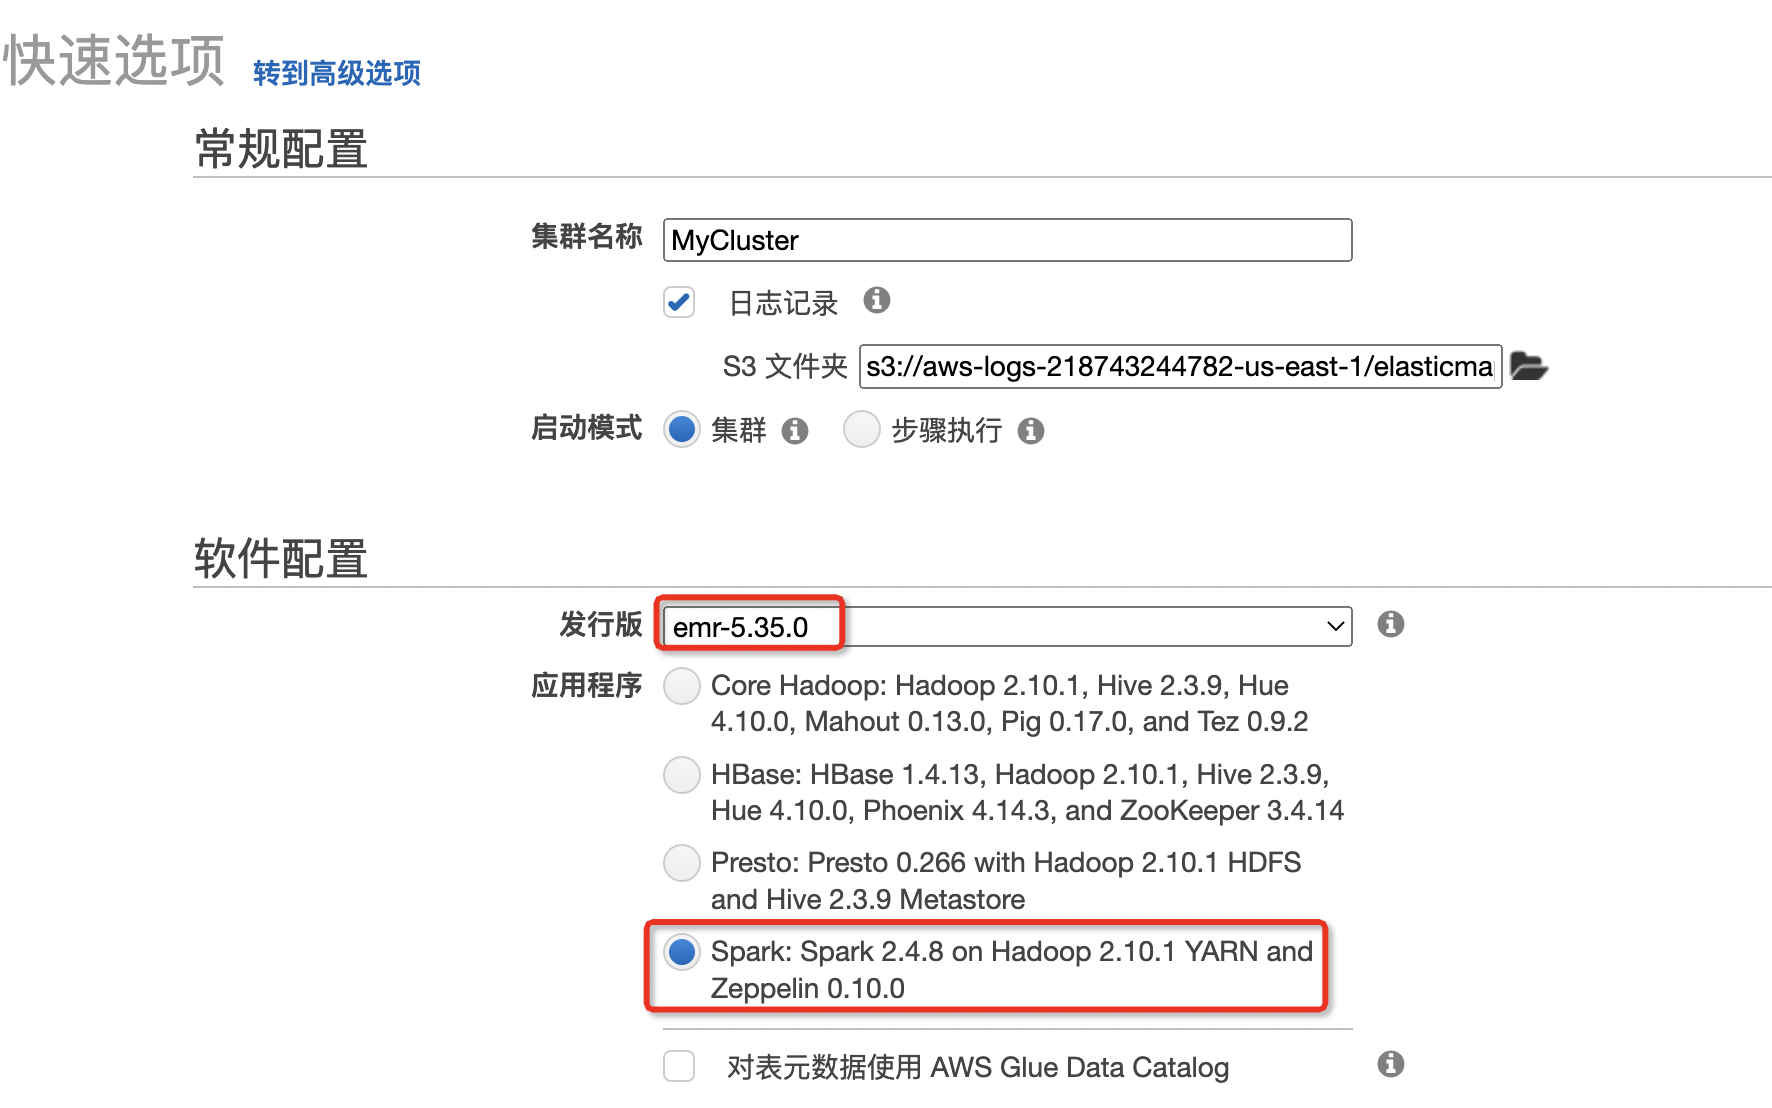 快速选项 转到高级选项
常规配置
集群名称 MyCluster
日志记录
S3 文件夹 s3://aws-logs-218743244782-us-east-1/elasticma
启动模式 集群 步骤执行
软件配置
发行版 emr-5.35.0
应用程序 Core Hadoop: Hadoop 2.10.1, Hive 2.3.9, Hue
4.10.0, Mahout 0.13.0, Pig 0.17.0, and Tez 0.9.2
HBase: HBase 1.4.13, Hadoop 2.10.1, Hive 2.3.9,
Hue 4.10.0, Phoenix 4.14.3, and ZooKeeper 3.4.14
Presto: Presto 0.266 with Hadoop 2.10.1 HDFS
and Hive 2.3.9 Metastore
Spark: Spark 2.4.8 on Hadoop 2.10.1 YARN and
Zeppelin 0.10.0
对表元数据使用 AWS Glue Data Catalog